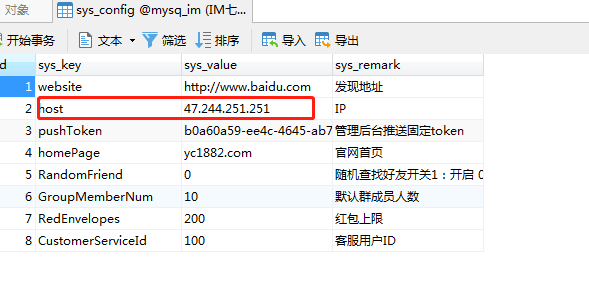 对象 sys_config @mysq_im (IM七...
开始事务 文本 筛选 排序 导入 导出
d sys_key sys_value sys_remark
1 website http://www.baidu.com 发现地址
2 host 47.244.251.251 IP
3 pushToken b0a60a59-ee4c-4645-ab7 管理后台推送固定token
4 homePage yc1882.com 官网首页
5 RandomFriend 0 随机查找好友开关1：开启 0
6 GroupMemberNum 10 默认群成员人数
7 RedEnvelopes 200 红包上限
8 CustomerServiceId 100 客服用户ID